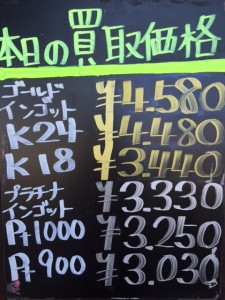 本日の買取価格
ゴールド
インゴット ¥4.580
K24 ¥4.480
K18 ¥3.440
プラチナ
インゴット ¥3.330
Pt1000 ¥3.250
Pt900 ¥3.030